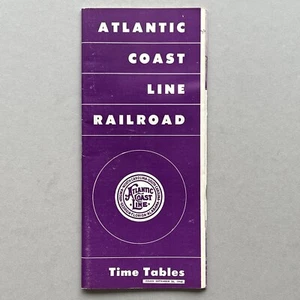 ATLANTIC
COAST
LINE
RAILROAD
ATLANTIC
COAST
LINE
Time Tables